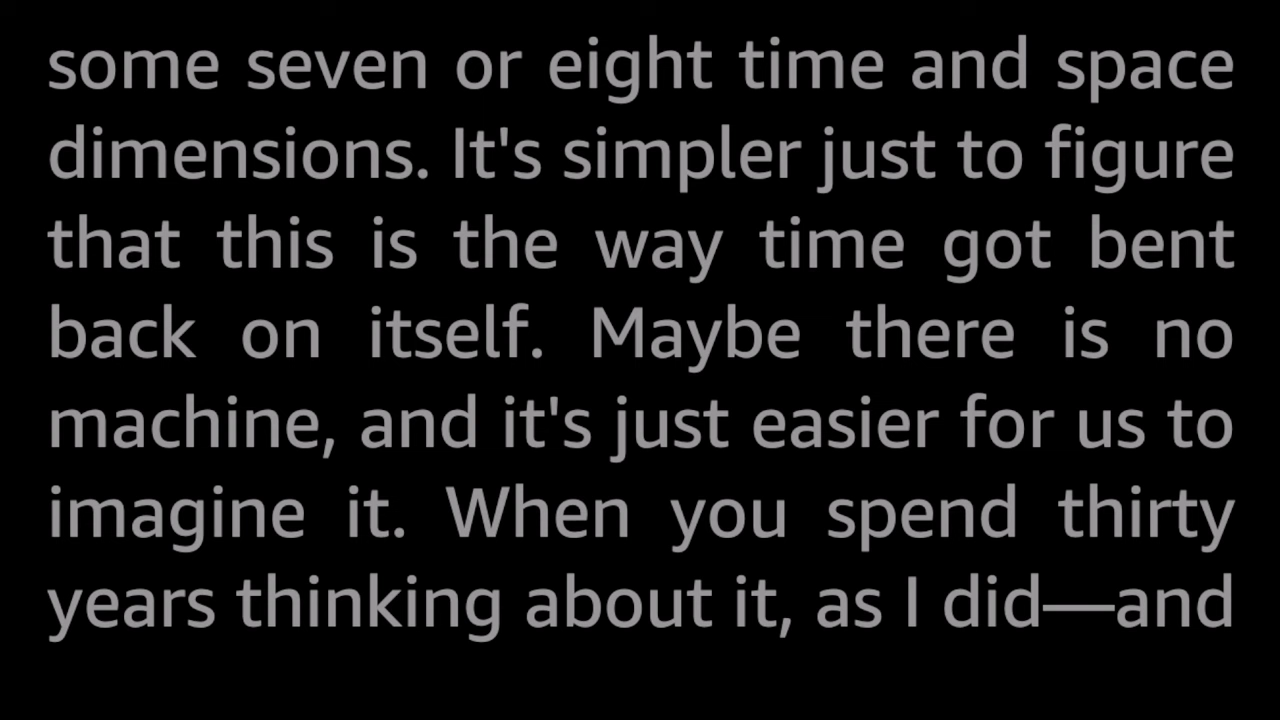 some seven or eight time and space
dimensions. It's simpler just to figure
that this is the way time got bent
back on itself. Maybe there is no
machine, and it's just easier for us to
imagine it. When you spend thirty
years thinking about it, as I did—and